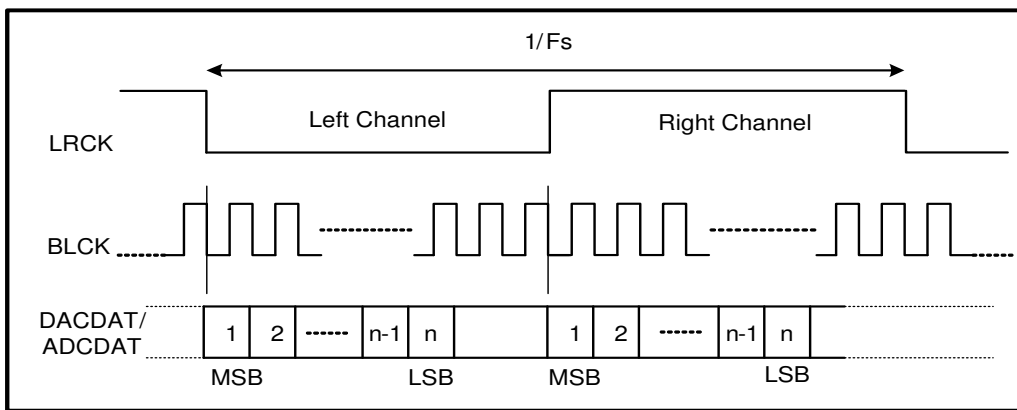 1/Fs
LRCK
Left Channel
Right Channel
BLCK
DACDAT/
ADCDAT
1 2 n-1 n 1 2 n-1 n
MSB LSB MSB LSB